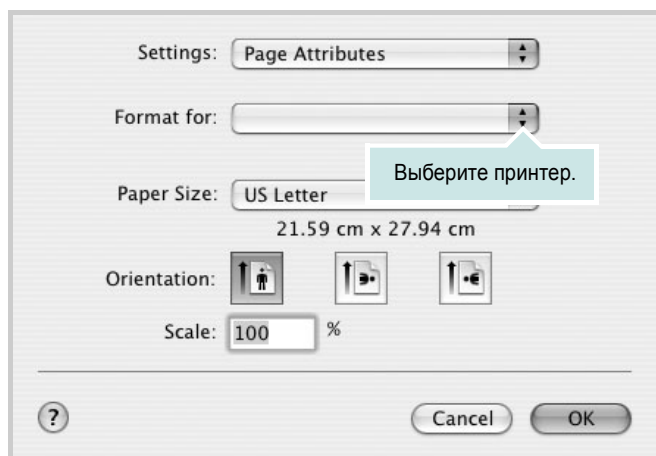 Settings: Page Attributes
Format for:
Выберите принтер.
Paper Size: US Letter
21.59 cm x 27.94 cm
Orientation:
Scale: 100 %
? Cancel OK